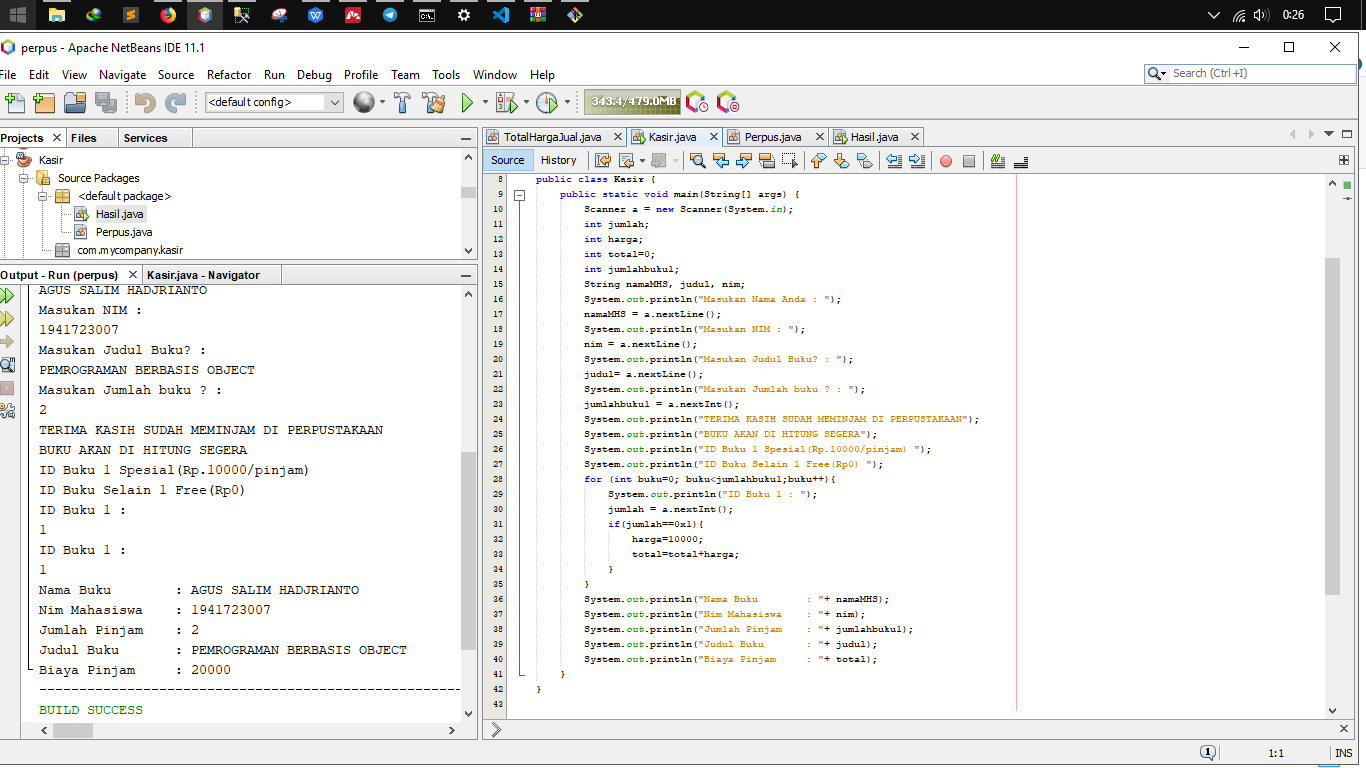 0:26
perpus - Apache NetBeans IDE 11.1
File Edit View Navigate Source Refactor Run Debug Profile Team Tools Window Help
Search (Ctrl+I)
<default config>
343.4/479.0MB
Projects Files Services
Kasir
Source Packages
<default package>
Hasil.java
Perpus.java
com.mycompany.kasir
Output - Run (perpus) Kasir.java - Navigator
AGUS SALIM HADJRIANTO
Masukan NIM :
1941723007
Masukan Judul Buku? :
PEMROGRAMAN BERBASIS OBJECT
Masukan Jumlah buku ? :
2
TERIMA KASIH SUDAH MEMINJAM DI PERPUSTAKAAN
BUKU AKAN DI HITUNG SEGERA
ID Buku 1 Spesial(Rp.10000/pinjam)
ID Buku Selain 1 Free(Rp0)
ID Buku 1 :
1
ID Buku 1 :
1
Nama Buku : AGUS SALIM HADJRIANTO
Nim Mahasiswa : 1941723007
Jumlah Pinjam : 2
Judul Buku : PEMROGRAMAN BERBASIS OBJECT
Biaya Pinjam : 20000
------------------------------------------------------
BUILD SUCCESS
TotalHargaJual.java Kasir.java Perpus.java Hasil.java
Source History
8 public class Kasir {
9 public static void main(String[] args) {
10 Scanner a = new Scanner(System.in);
11 int jumlah;
12 int harga;
13 int total=0;
14 int jumlahbuku1;
15 String namaMHS, judul, nim;
16 System.out.println("Masukan Nama Anda : ");
17 namaMHS = a.nextLine();
18 System.out.println("Masukan NIM : ");
19 nim = a.nextLine();
20 System.out.println("Masukan Judul Buku? : ");
21 judul= a.nextLine();
22 System.out.println("Masukan Jumlah buku ? : ");
23 jumlahbuku1 = a.nextInt();
24 System.out.println("TERIMA KASIH SUDAH MEMINJAM DI PERPUSTAKAAN");
25 System.out.println("BUKU AKAN DI HITUNG SEGERA");
26 System.out.println("ID Buku 1 Spesial(Rp.10000/pinjam) ");
27 System.out.println("ID Buku Selain 1 Free(Rp0) ");
28 for (int buku=0; buku<jumlahbuku1;buku++){
29 System.out.println("ID Buku 1 : ");
30 jumlah = a.nextInt();
31 if(jumlah==0x1){
32 harga=10000;
33 total=total+harga;
34 }
35 }
36 System.out.println("Nama Buku : "+ namaMHS);
37 System.out.println("Nim Mahasiswa : "+ nim);
38 System.out.println("Jumlah Pinjam : "+ jumlahbuku1);
39 System.out.println("Judul Buku : "+ judul);
40 System.out.println("Biaya Pinjam : "+ total);
41 }
42 }
43
1 1:1 INS